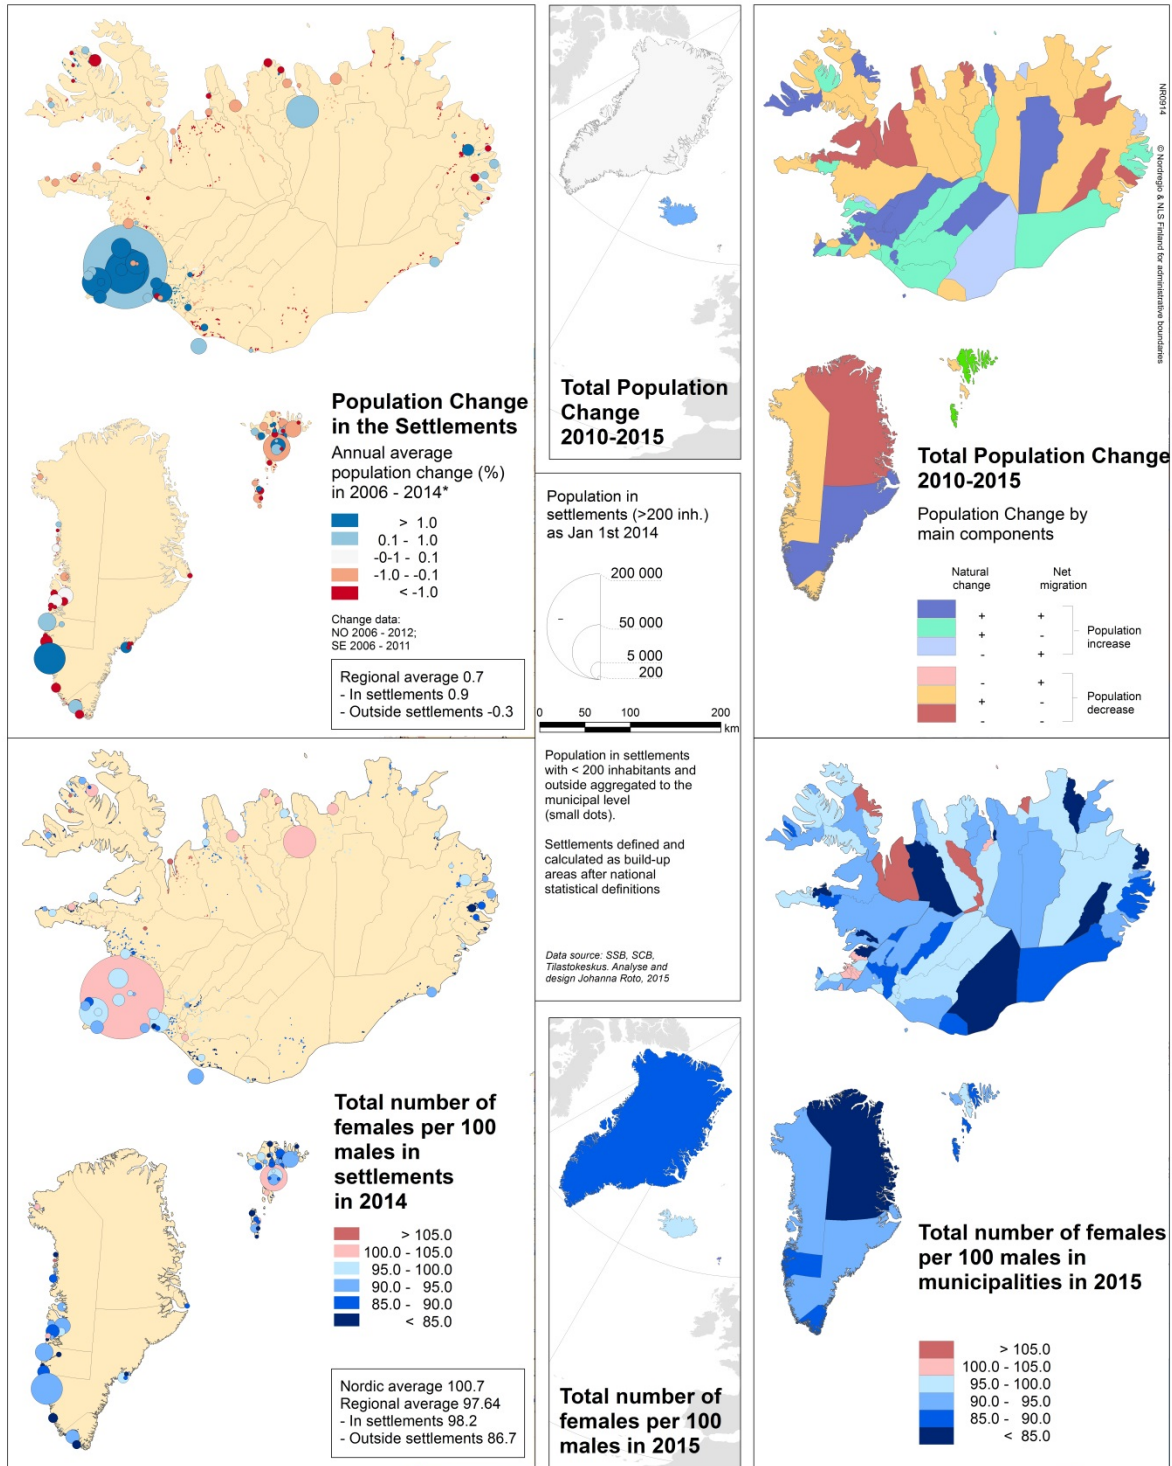 Population Change
in the Settlements
Annual average
population change (%)
in 2006 - 2014*
> 1.0
0.1 - 1.0
-0-1 - 0.1
-1.0 - -0.1
< -1.0
Change data:
NO 2006 - 2012;
SE 2006 - 2011
Regional average 0.7
- In settlements 0.9
- Outside settlements -0.3
Total Population
Change
2010-2015
Population in
settlements (>200 inh.)
as Jan 1st 2014
200 000
50 000
5 000
200
0 50 100 200
km
Population in settlements
with < 200 inhabitants and
outside aggregated to the
municipal level
(small dots).
Settlements defined and
calculated as build-up
areas after national
statistical definitions
Data source: SSB, SCB,
Tilastokeskus. Analyse and
design Johanna Roto, 2015
NR0914
© Nordregio & NLS Finland for administrative boundaries
Total Population Change
2010-2015
Population Change by
main components
Natural change
Net migration
+ +
+ -
- +
Population increase
- +
+ -
- -
Population decrease
Total number of
females per 100
males in
settlements
in 2014
> 105.0
100.0 - 105.0
95.0 - 100.0
90.0 - 95.0
85.0 - 90.0
< 85.0
Nordic average 100.7
Regional average 97.64
- In settlements 98.2
- Outside settlements 86.7
Total number of
females per 100
males in 2015
Total number of females
per 100 males in
municipalities in 2015
> 105.0
100.0 - 105.0
95.0 - 100.0
90.0 - 95.0
85.0 - 90.0
< 85.0